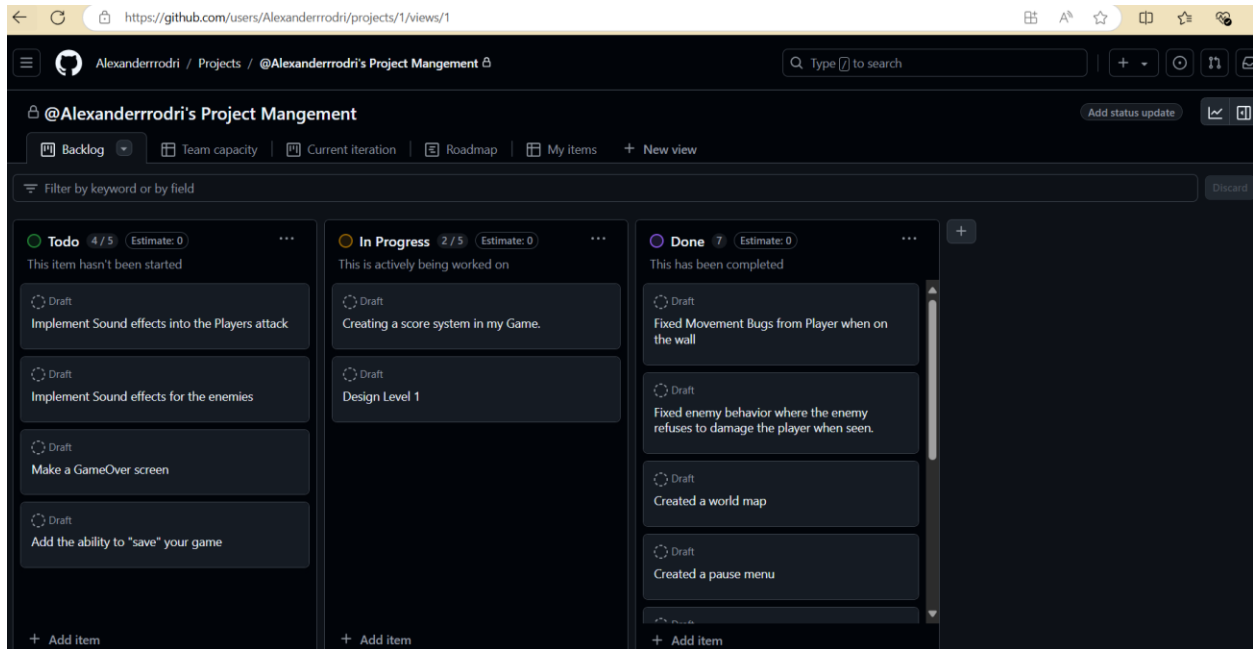 https://github.com/users/Alexanderrrodri/projects/1/views/1
Alexanderrrodri / Projects / @Alexanderrrodri's Project Mangement
Type / to search
@Alexanderrrodri's Project Mangement
Add status update
Backlog
Team capacity
Current iteration
Roadmap
My items
+ New view
Filter by keyword or by field
Discard
Todo 4 / 5 Estimate: 0
This item hasn't been started
Draft
Implement Sound effects into the Players attack
Draft
Implement Sound effects for the enemies
Draft
Make a GameOver screen
Draft
Add the ability to "save" your game
+ Add item
In Progress 2 / 5 Estimate: 0
This is actively being worked on
Draft
Creating a score system in my Game.
Draft
Design Level 1
+ Add item
Done 7 Estimate: 0
This has been completed
Draft
Fixed Movement Bugs from Player when on
the wall
Draft
Fixed enemy behavior where the enemy
refuses to damage the player when seen.
Draft
Created a world map
Draft
Created a pause menu
+ Add item